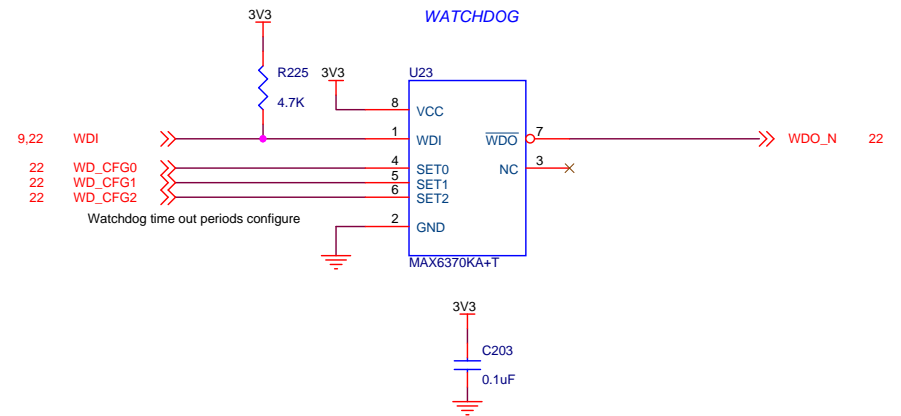 WATCHDOG
3V3
R225
4.7K
3V3
U23
8
VCC
9,22 WDI
1
WDI
WDO
7
WDO_N 22
22 WD_CFG0
4
SET0
NC
3
22 WD_CFG1
5
SET1
22 WD_CFG2
6
SET2
Watchdog time out periods configure
2
GND
MAX6370KA+T
3V3
C203
0.1uF